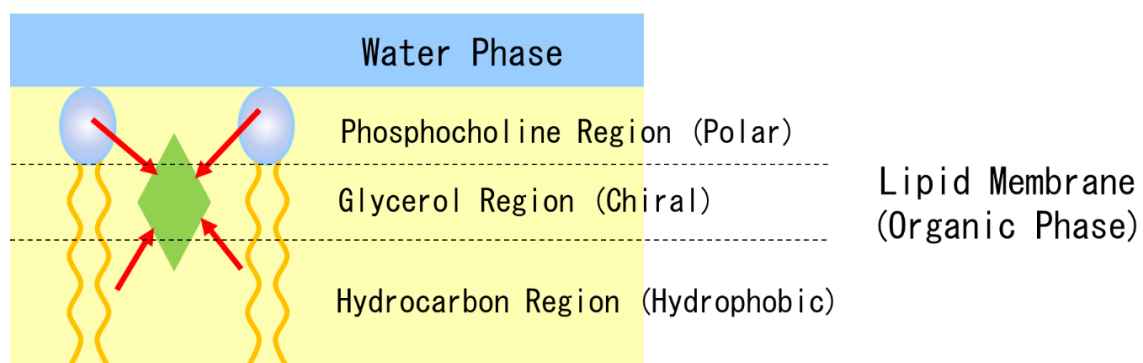 Water Phase
Phosphocholine Region (Polar)
Glycerol Region (Chiral)
Hydrocarbon Region (Hydrophobic)
Lipid Membrane
(Organic Phase)